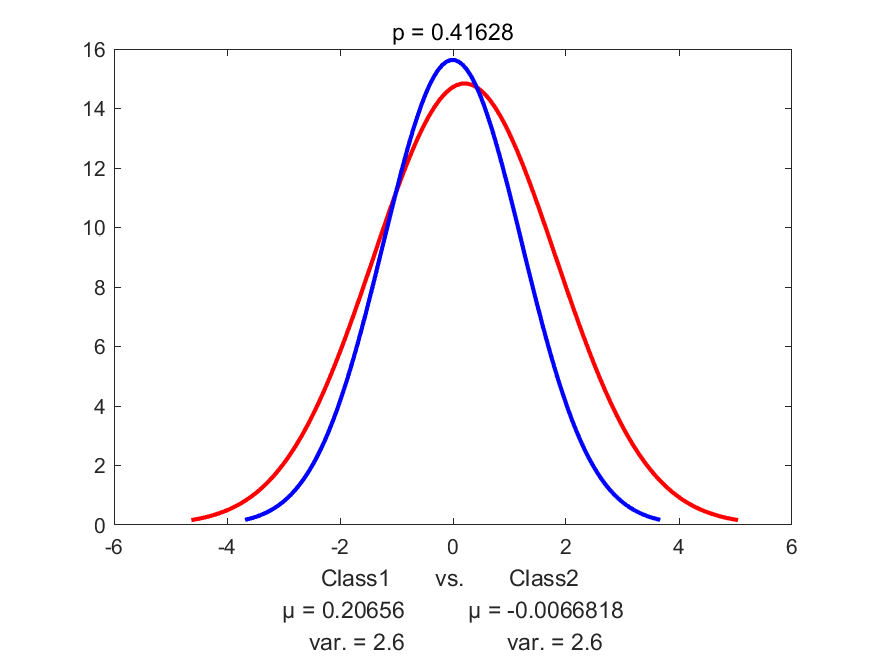 p = 0.41628
16
14
12
10
8
6
4
2
0
-6 -4 -2 0 2 4 6
Class1 vs. Class2
μ = 0.20656 μ = -0.0066818
var. = 2.6 var. = 2.6